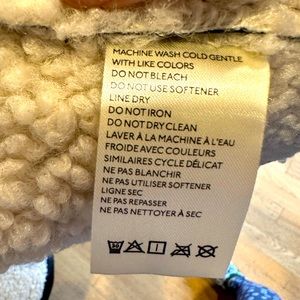 MACHINE WASH COLD GENTLE
WITH LIKE COLORS
DO NOT BLEACH
DO NOT USE SOFTENER
LINE DRY
DO NOT IRON
DO NOT DRY CLEAN
LAVER À LA MACHINE À L'EAU
FROIDE AVEC COULEURS
SIMILAIRES CYCLE DÉLICAT
NE PAS BLANCHIR
NE PAS UTILISER SOFTENER
LIGNE SEC
NE PAS REPASSER
NE PAS NETTOYER À SEC